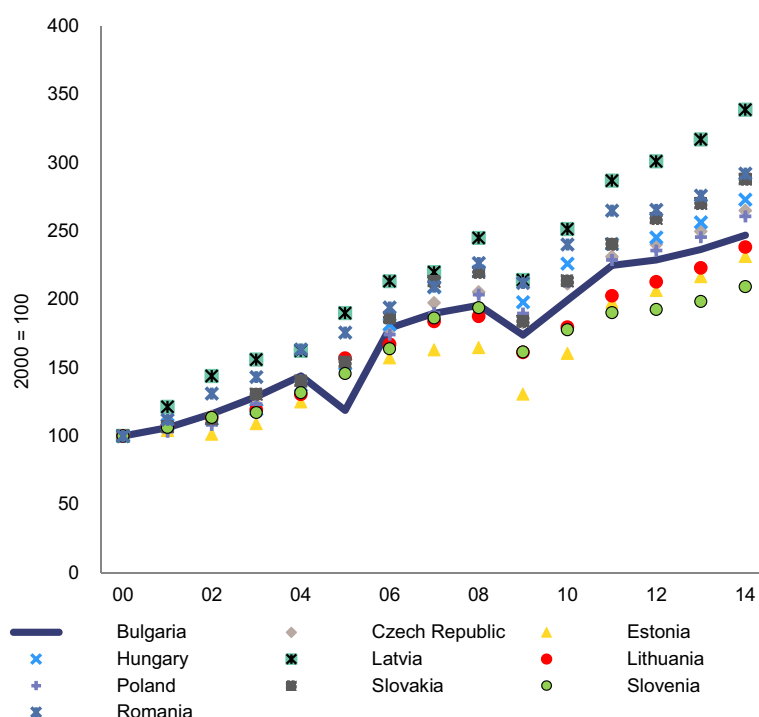 400
350
300
250
200
150
100
50
0
2000 = 100
00 02 04 06 08 10 12 14
Bulgaria Czech Republic Estonia
Hungary Latvia Lithuania
Poland Slovakia Slovenia
Romania